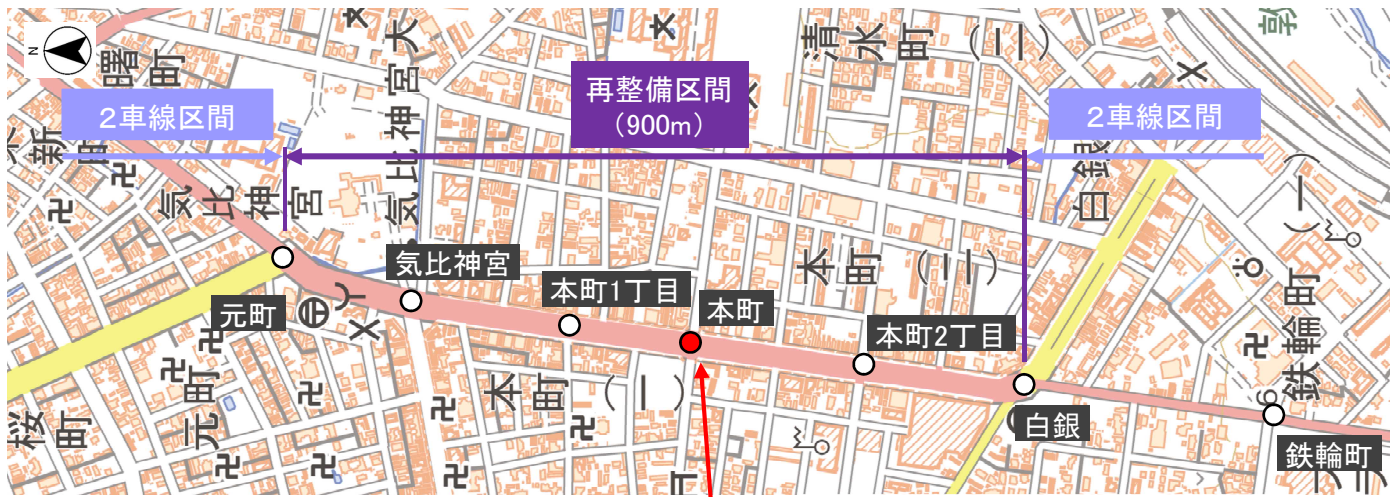 N
曙町
新
気比神宮
気比神宮大
清水町（二）
2車線区間
再整備区間
（900m）
2車線区間
白銀
元町
気比神宮
本町1丁目
本町
本町2丁目
白銀
鉄輪町
桜町
元町
本町（一）
本町（二）
鉄輪町（一）
町